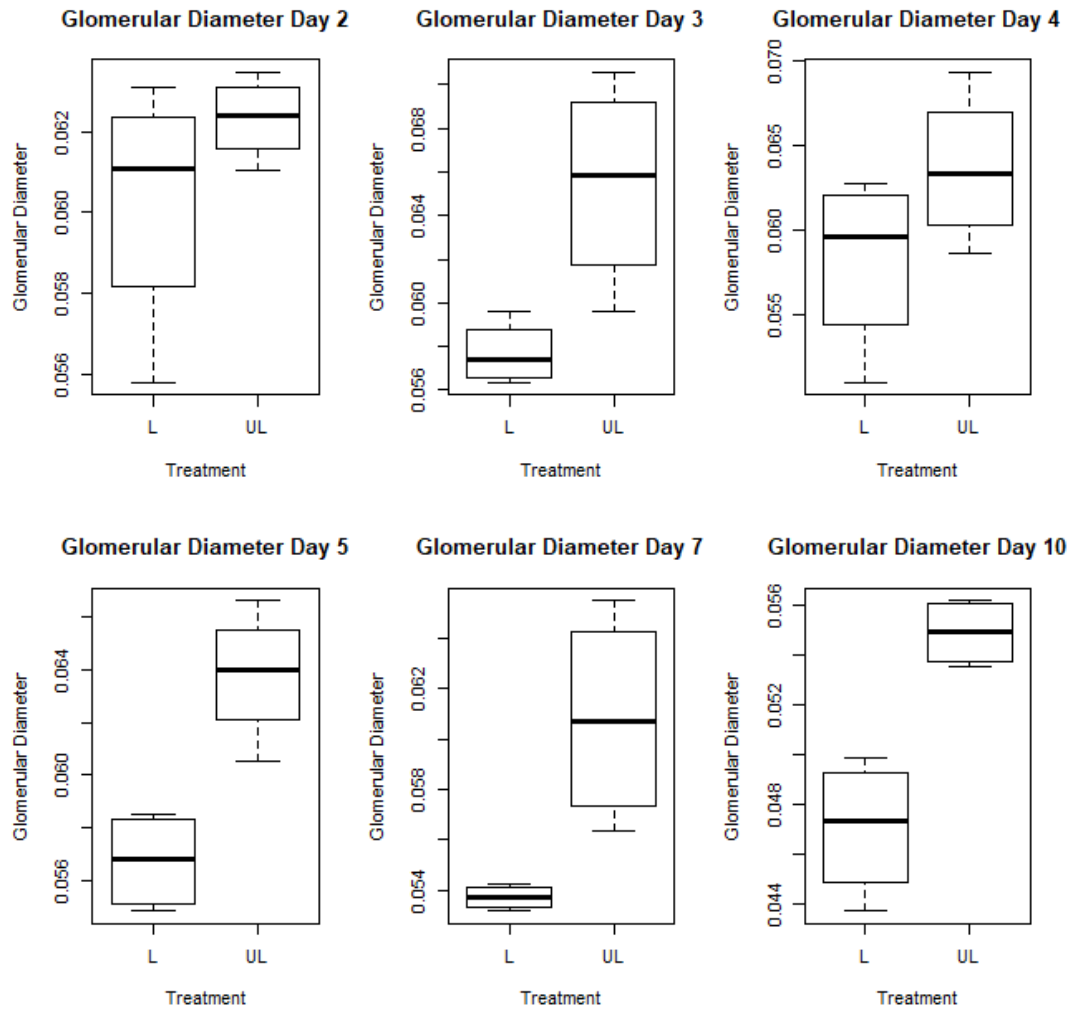 Glomerular Diameter Day 2
Glomerular Diameter
0.056 0.058 0.060 0.062
L UL
Treatment
Glomerular Diameter Day 3
Glomerular Diameter
0.056 0.060 0.064 0.068
L UL
Treatment
Glomerular Diameter Day 4
Glomerular Diameter
0.055 0.060 0.065 0.070
L UL
Treatment
Glomerular Diameter Day 5
Glomerular Diameter
0.056 0.060 0.064
L UL
Treatment
Glomerular Diameter Day 7
Glomerular Diameter
0.054 0.058 0.062
L UL
Treatment
Glomerular Diameter Day 10
Glomerular Diameter
0.044 0.048 0.052 0.056
L UL
Treatment